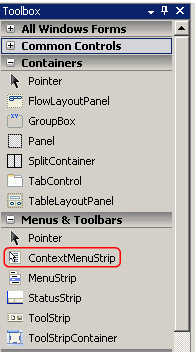 Toolbox
All Windows Forms
Common Controls
Containers
Pointer
FlowLayoutPanel
GroupBox
Panel
SplitContainer
TabControl
TableLayoutPanel
Menus & Toolbars
Pointer
ContextMenuStrip
MenuStrip
StatusStrip
ToolStrip
ToolStripContainer